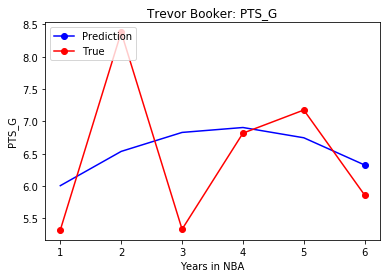 Trevor Booker: PTS_G
Prediction
True
PTS_G
8.5
8.0
7.5
7.0
6.5
6.0
5.5
1 2 3 4 5 6
Years in NBA